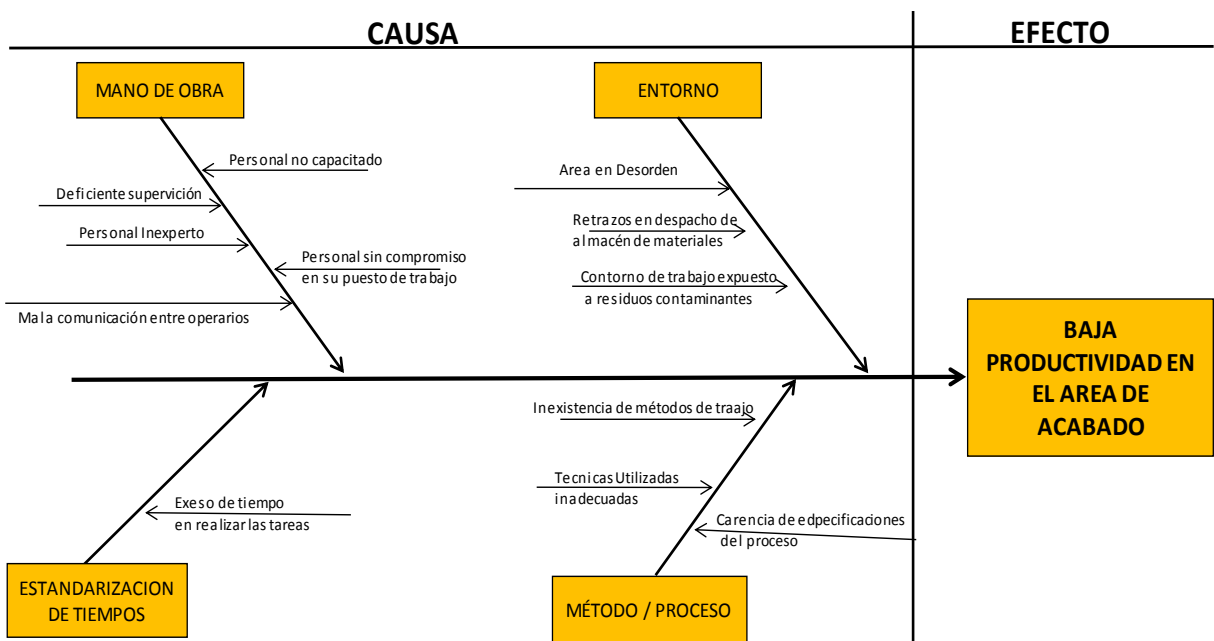 CAUSA
EFECTO
MANO DE OBRA
ENTORNO
Personal no capacitado
Deficiente supervición
Personal Inexperto
Personal sin compromiso
en su puesto de trabajo
Mala comunicación entre operarios
Area en Desorden
Retrazos en despacho de
almacén de materiales
Contorno de trabajo expuesto
a residuos contaminantes
BAJA
PRODUCTIVIDAD EN
EL AREA DE
ACABADO
Inexistencia de métodos de traajo
Tecnicas Utilizadas
inadecuadas
Carencia de edpecificaciones
del proceso
Exeso de tiempo
en realizar las tareas
ESTANDARIZACION
DE TIEMPOS
MÉTODO / PROCESO